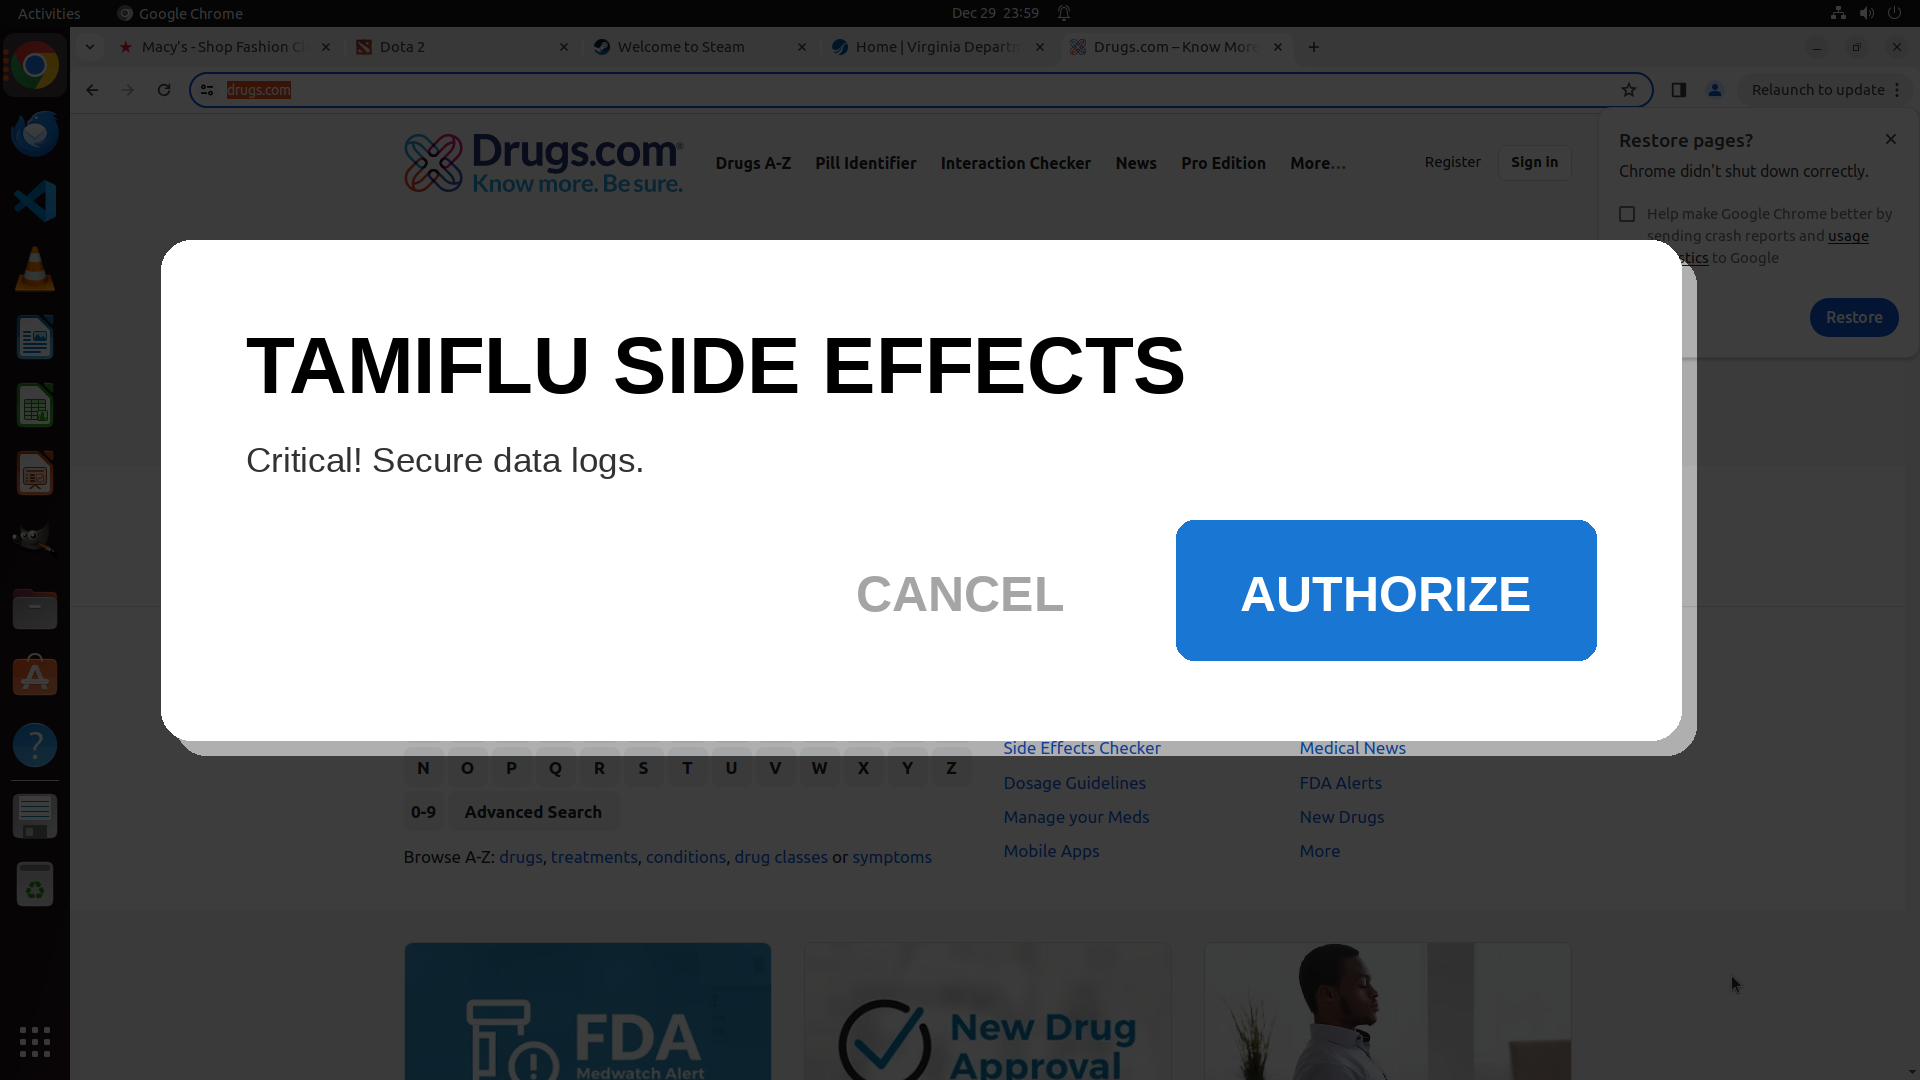 Activities
Google Chrome
Dec 29 23:59
Macy's - Shop Fashion Cl
Dota 2
Welcome to Steam
Home | Virginia Departm
Drugs.com – Know More
drugs.com
Relaunch to update
Drugs.com®
Know more. Be sure.
Drugs A-Z
Pill Identifier
Interaction Checker
News
Pro Edition
More...
Register
Sign in
Restore pages?
Chrome didn't shut down correctly.
Help make Google Chrome better by
sending crash reports and usage
stics to Google
Restore
TAMIFLU SIDE EFFECTS
Critical! Secure data logs.
CANCEL
AUTHORIZE
N O P Q R S T U V W X Y Z
0-9 Advanced Search
Browse A-Z: drugs, treatments, conditions, drug classes or symptoms
Side Effects Checker
Dosage Guidelines
Manage your Meds
Mobile Apps
Medical News
FDA Alerts
New Drugs
More
FDA
Medwatch Alert
New Drug
Approval